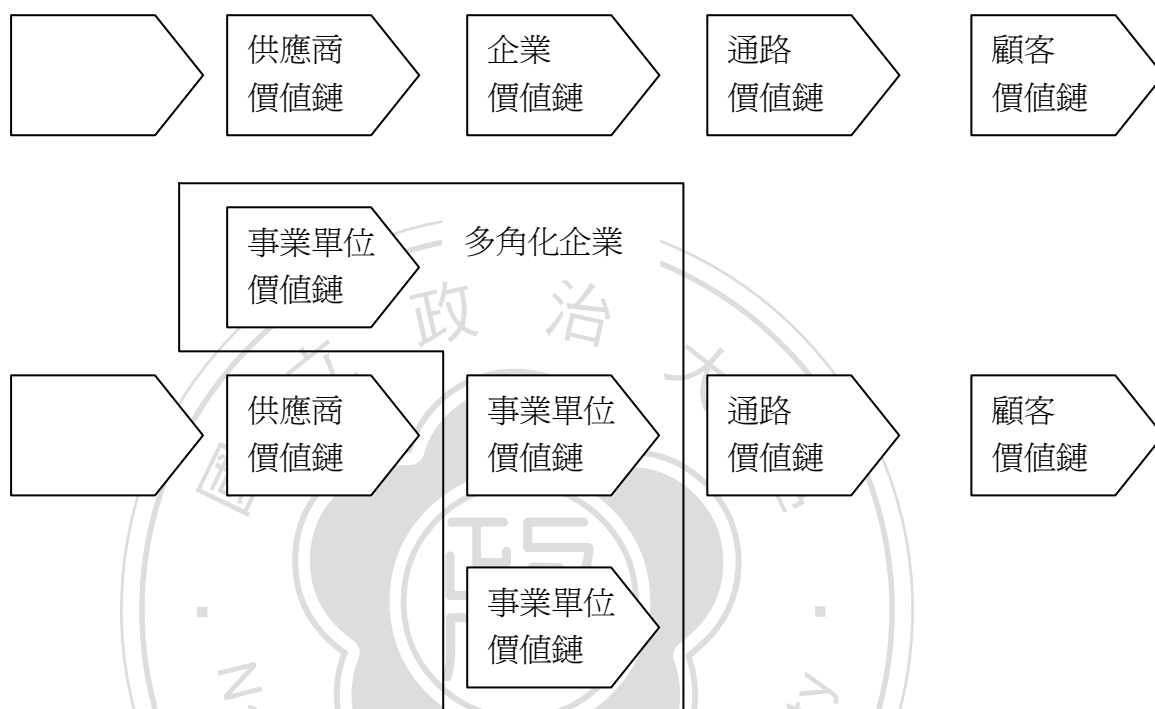 供應商
價值鏈
企業
價值鏈
通路
價值鏈
顧客
價值鏈
事業單位
價值鏈
多角化企業
政 治
供應商
價值鏈
事業單位
價值鏈
通路
價值鏈
顧客
價值鏈
事業單位
價值鏈